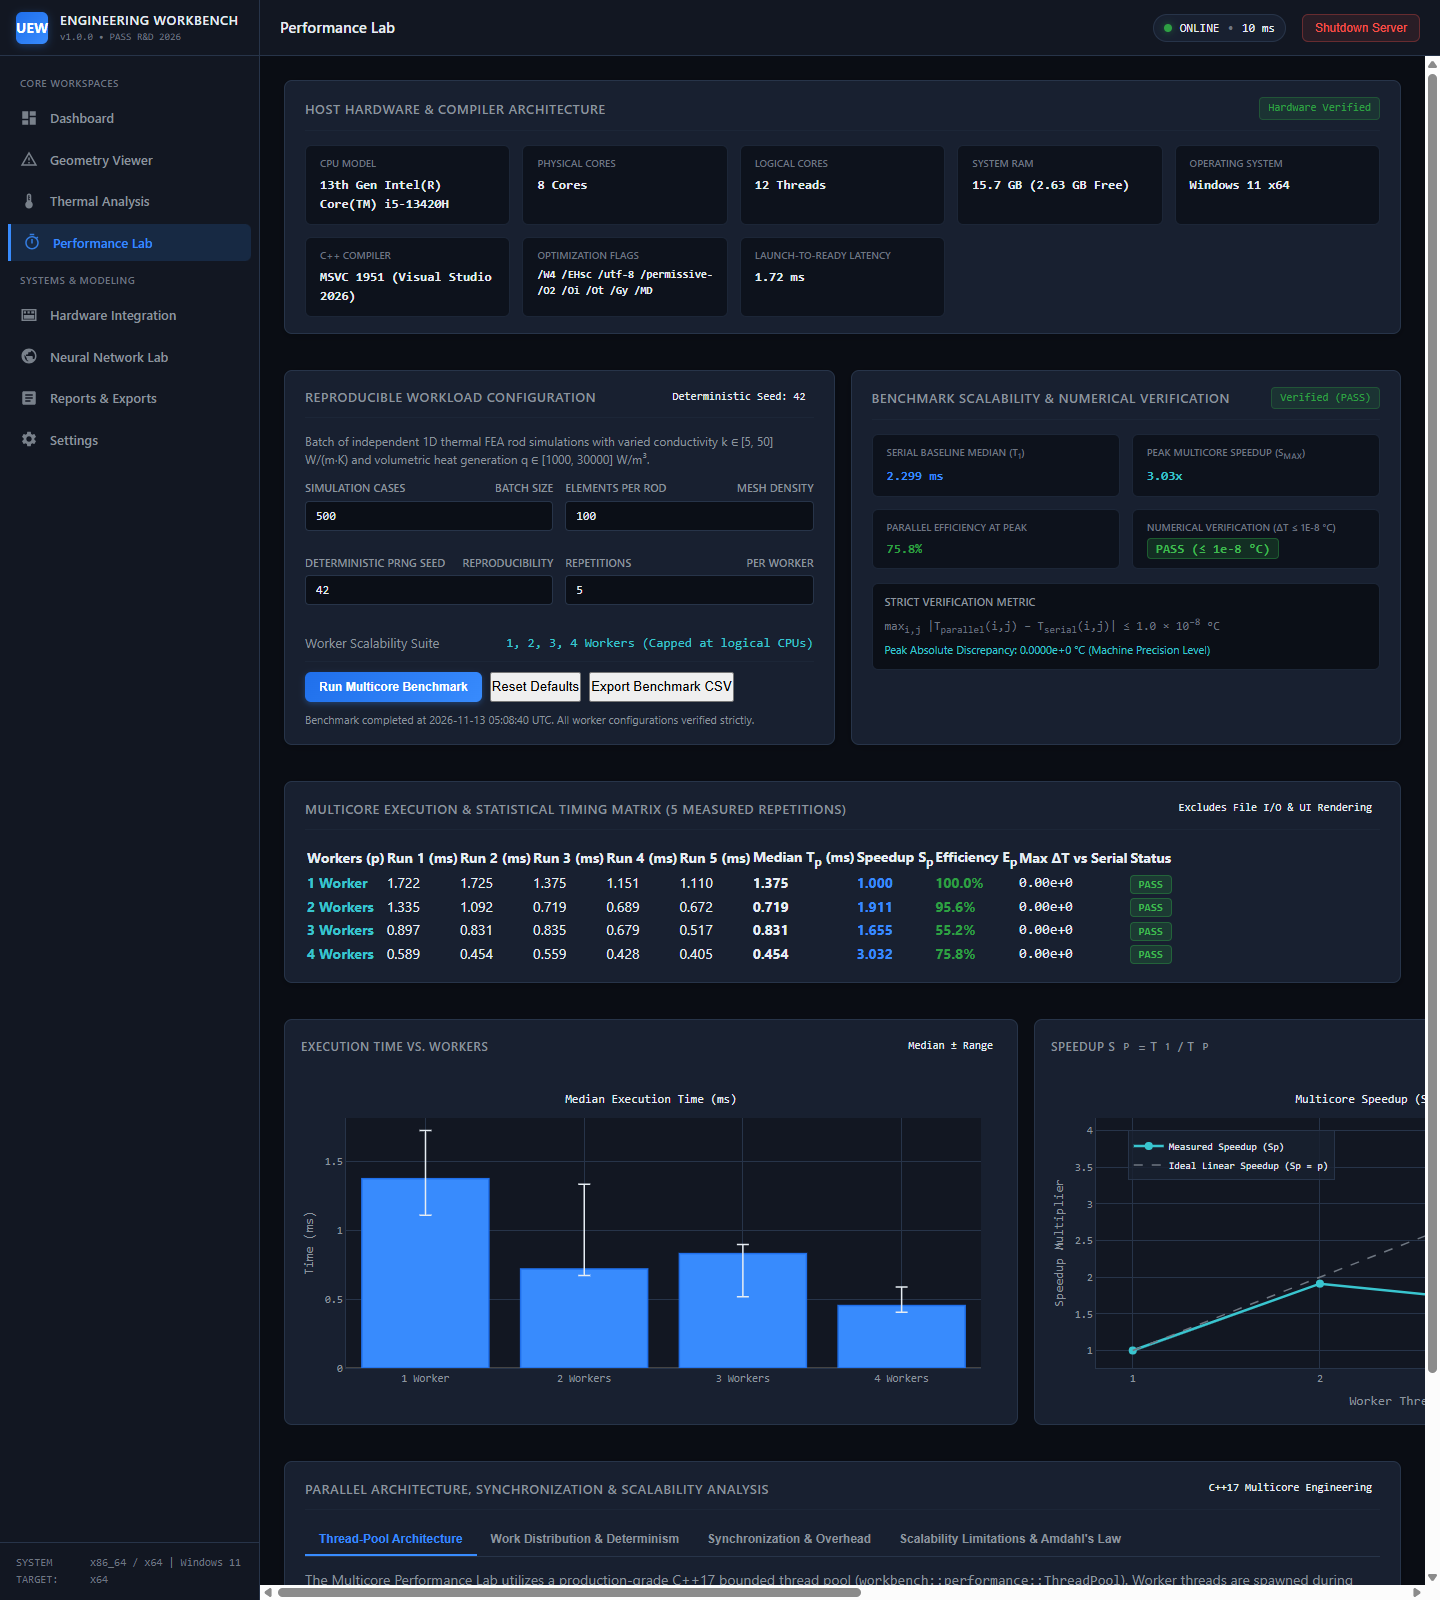 UEW
ENGINEERING WORKBENCH
v1.0.0 • PASS R&D 2026
Performance Lab
ONLINE • 10 ms
Shutdown Server
CORE WORKSPACES
Dashboard
Geometry Viewer
Thermal Analysis
Performance Lab
SYSTEMS & MODELING
Hardware Integration
Neural Network Lab
Reports & Exports
Settings
SYSTEM TARGET: x86_64 / x64 | Windows 11 x64
HOST HARDWARE & COMPILER ARCHITECTURE
Hardware Verified
CPU MODEL
13th Gen Intel(R)
Core(TM) i5-13420H
PHYSICAL CORES
8 Cores
LOGICAL CORES
12 Threads
SYSTEM RAM
15.7 GB (2.63 GB Free)
OPERATING SYSTEM
Windows 11 x64
C++ COMPILER
MSVC 1951 (Visual Studio
2026)
OPTIMIZATION FLAGS
/W4 /EHsc /utf-8 /permissive-
/O2 /Oi /Ot /Gy /MD
LAUNCH-TO-READY LATENCY
1.72 ms
REPRODUCIBLE WORKLOAD CONFIGURATION
Deterministic Seed: 42
Batch of independent 1D thermal FEA rod simulations with varied conductivity k ∈ [5, 50]
W/(m·K) and volumetric heat generation q ∈ [1000, 30000] W/m³.
SIMULATION CASES BATCH SIZE
500
ELEMENTS PER ROD MESH DENSITY
100
DETERMINISTIC PRNG SEED REPRODUCIBILITY
42
REPETITIONS PER WORKER
5
Worker Scalability Suite
1, 2, 3, 4 Workers (Capped at logical CPUs)
Run Multicore Benchmark
Reset Defaults
Export Benchmark CSV
Benchmark completed at 2026-11-13 05:08:40 UTC. All worker configurations verified strictly.
BENCHMARK SCALABILITY & NUMERICAL VERIFICATION
Verified (PASS)
SERIAL BASELINE MEDIAN (T1)
2.299 ms
PEAK MULTICORE SPEEDUP (SMAX)
3.03x
PARALLEL EFFICIENCY AT PEAK
75.8%
NUMERICAL VERIFICATION (ΔT ≤ 1E-8 °C)
PASS (≤ 1e-8 °C)
STRICT VERIFICATION METRIC
maxi,j |Tparallel(i,j) − Tserial(i,j)| ≤ 1.0 × 10⁻⁸ °C
Peak Absolute Discrepancy: 0.0000e+0 °C (Machine Precision Level)
MULTICORE EXECUTION & STATISTICAL TIMING MATRIX (5 MEASURED REPETITIONS)
Excludes File I/O & UI Rendering
Workers (p) Run 1 (ms) Run 2 (ms) Run 3 (ms) Run 4 (ms) Run 5 (ms) Median Tp (ms) Speedup Sp Efficiency Ep Max ΔT vs Serial Status
1 Worker 1.722 1.725 1.375 1.151 1.110 1.375 1.000 100.0% 0.00e+0 PASS
2 Workers 1.335 1.092 0.719 0.689 0.672 0.719 1.911 95.6% 0.00e+0 PASS
3 Workers 0.897 0.831 0.835 0.679 0.517 0.831 1.655 55.2% 0.00e+0 PASS
4 Workers 0.589 0.454 0.559 0.428 0.405 0.454 3.032 75.8% 0.00e+0 PASS
EXECUTION TIME VS. WORKERS
Median ± Range
Median Execution Time (ms)
Time (ms)
1.5
1
0.5
0
1 Worker
2 Workers
3 Workers
4 Workers
SPEEDUP S P = T 1 / T P
Multicore Speedup (S
Measured Speedup (Sp)
Ideal Linear Speedup (Sp = p)
Speedup Multiplier
4
3.5
3
2.5
2
1.5
1
1
2
Worker Thre
PARALLEL ARCHITECTURE, SYNCHRONIZATION & SCALABILITY ANALYSIS
C++17 Multicore Engineering
Thread-Pool Architecture
Work Distribution & Determinism
Synchronization & Overhead
Scalability Limitations & Amdahl's Law
The Multicore Performance Lab utilizes a production-grade C++17 bounded thread pool (workbench::performance::ThreadPool). Worker threads are spawned during